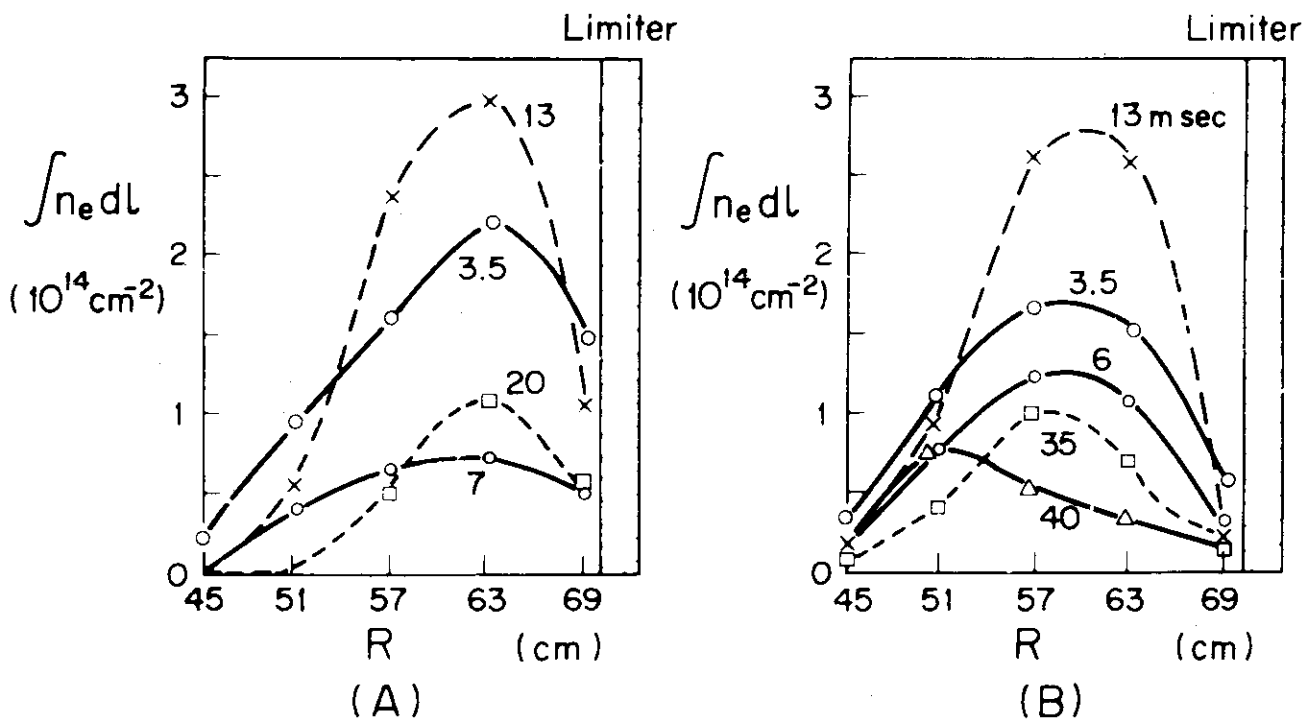 Limiter
3
2
1
0
∫nₑdl
(10¹⁴cm⁻²)
13
3.5
20
7
45 51 57 63 69
R (cm)
(A)
Limiter
3
2
1
0
∫nₑdl
(10¹⁴cm⁻²)
13 m sec
3.5
6
35
40
45 51 57 63 69
R (cm)
(B)